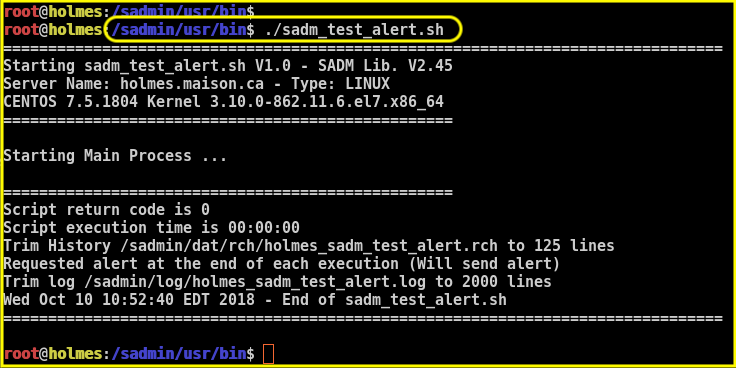 root@holmes:/sadmin/usr/bin$
root@holmes:/sadmin/usr/bin$ ./sadm_test_alert.sh
================================================================================
Starting sadm_test_alert.sh V1.0 - SADM Lib. V2.45
Server Name: holmes.maison.ca - Type: LINUX
CENTOS 7.5.1804 Kernel 3.10.0-862.11.6.el7.x86_64
==================================================
Starting Main Process ...
==================================================
Script return code is 0
Script execution time is 00:00:00
Trim History /sadmin/dat/rch/holmes_sadm_test_alert.rch to 125 lines
Requested alert at the end of each execution (Will send alert)
Trim log /sadmin/log/holmes_sadm_test_alert.log to 2000 lines
Wed Oct 10 10:52:40 EDT 2018 - End of sadm_test_alert.sh
================================================================================
root@holmes:/sadmin/usr/bin$